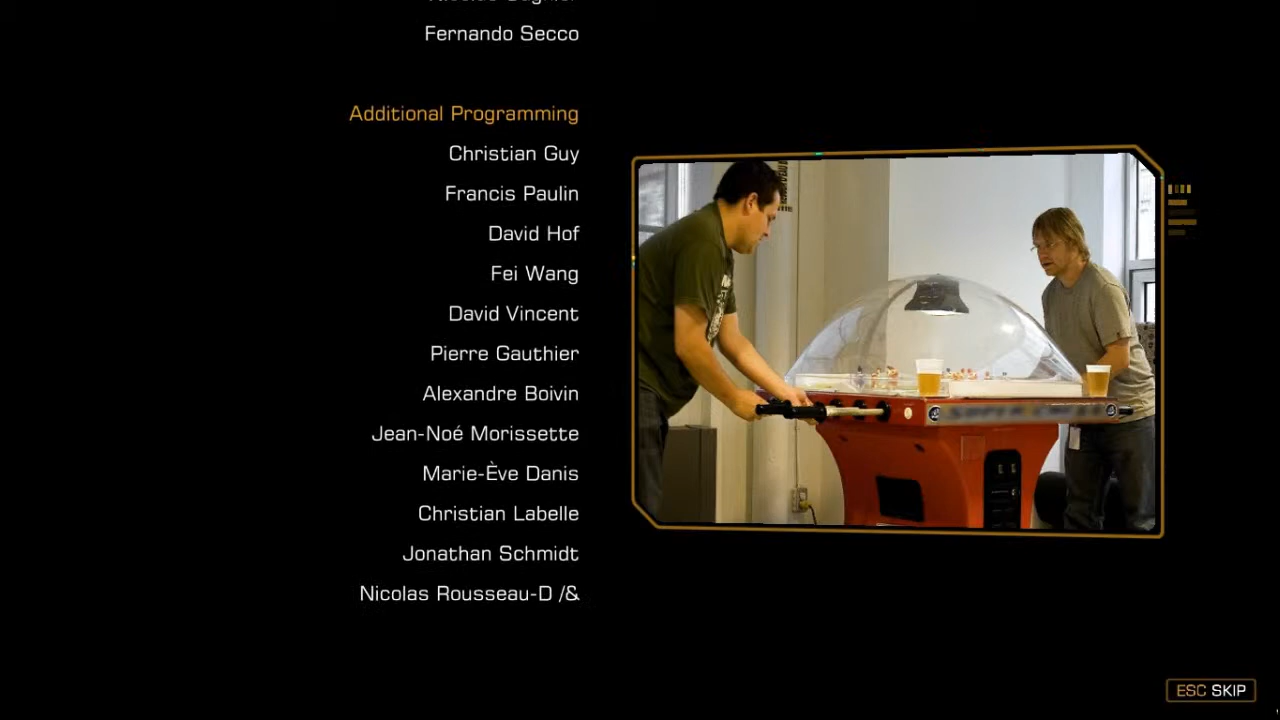 Fernando Secco
Additional Programming
Christian Guy
Francis Paulin
David Hof
Fei Wang
David Vincent
Pierre Gauthier
Alexandre Boivin
Jean-Noé Morissette
Marie-Ève Danis
Christian Labelle
Jonathan Schmidt
Nicolas Rousseau-D /&
ESC SKIP